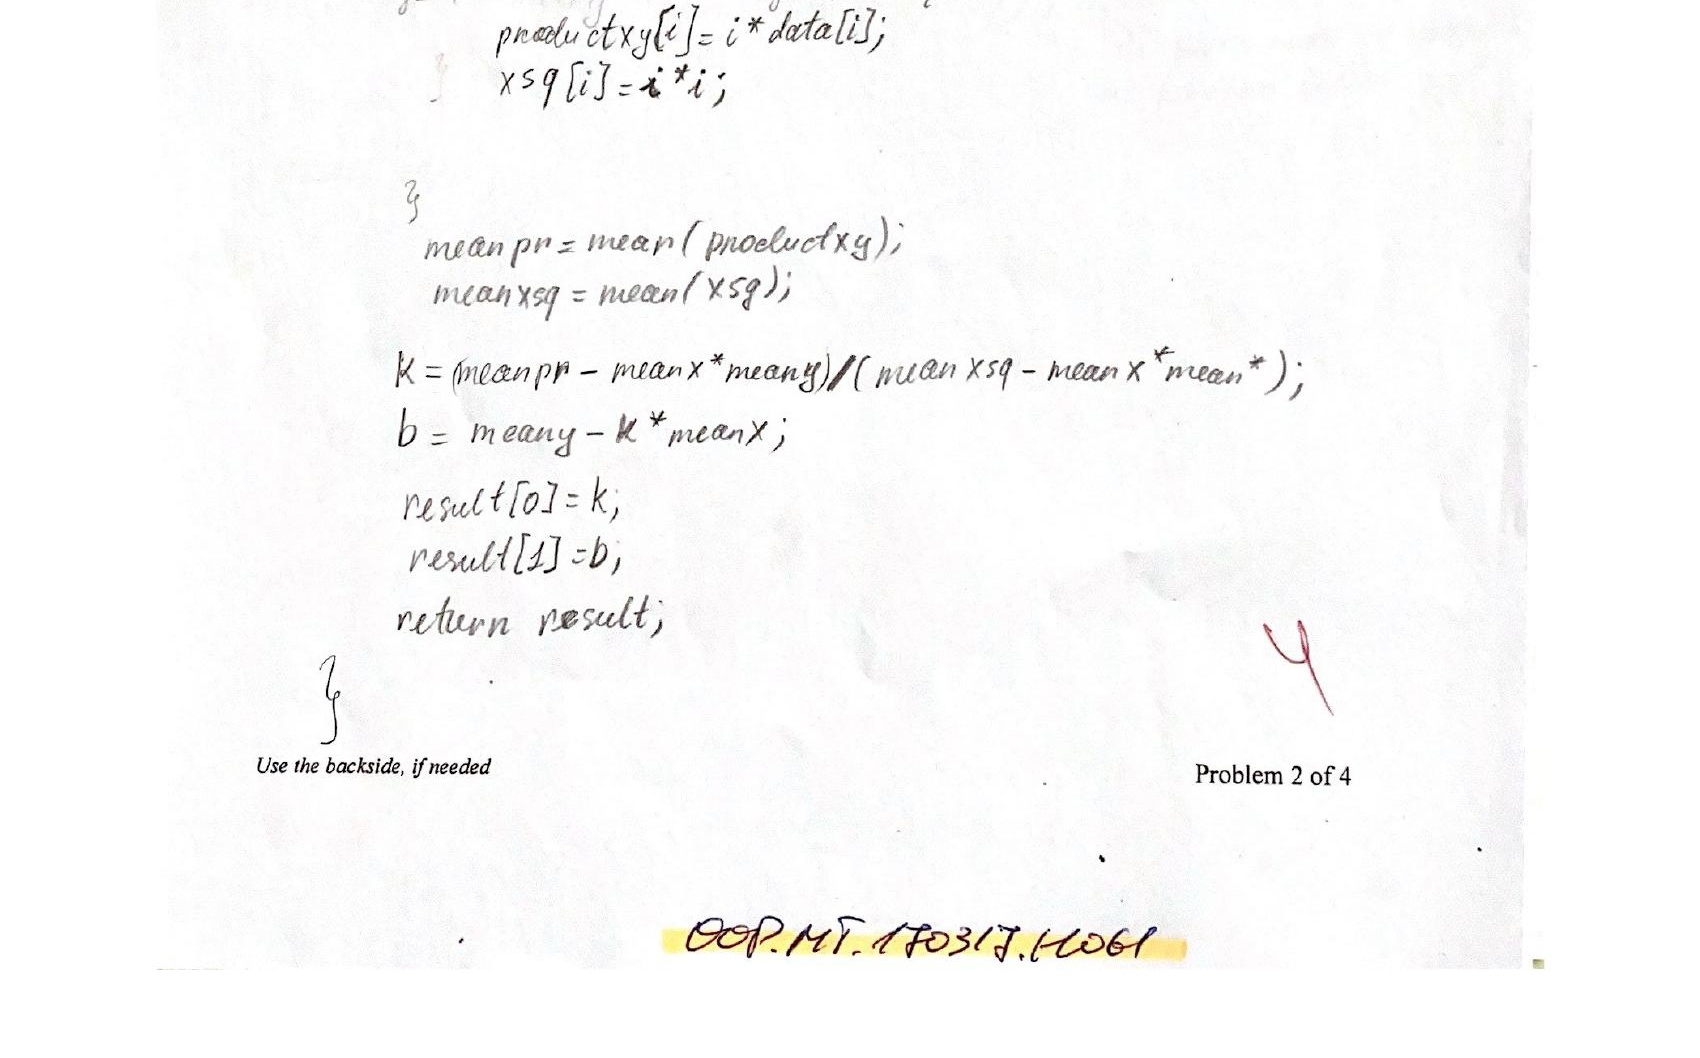 productxy[i]= i* data[i];
} xsq[i]=i*i;
}
meanpr = mean(productxy);
meanxsq = mean(xsq);
k = (meanpr - meanx*meany)/(meanxsq - meanx*mean*);
b = meany - k*meanx;
result[0]=k;
result[1]=b;
return result;
4
}
Use the backside, if needed
Problem 2 of 4
OOP.MT.170317.H061